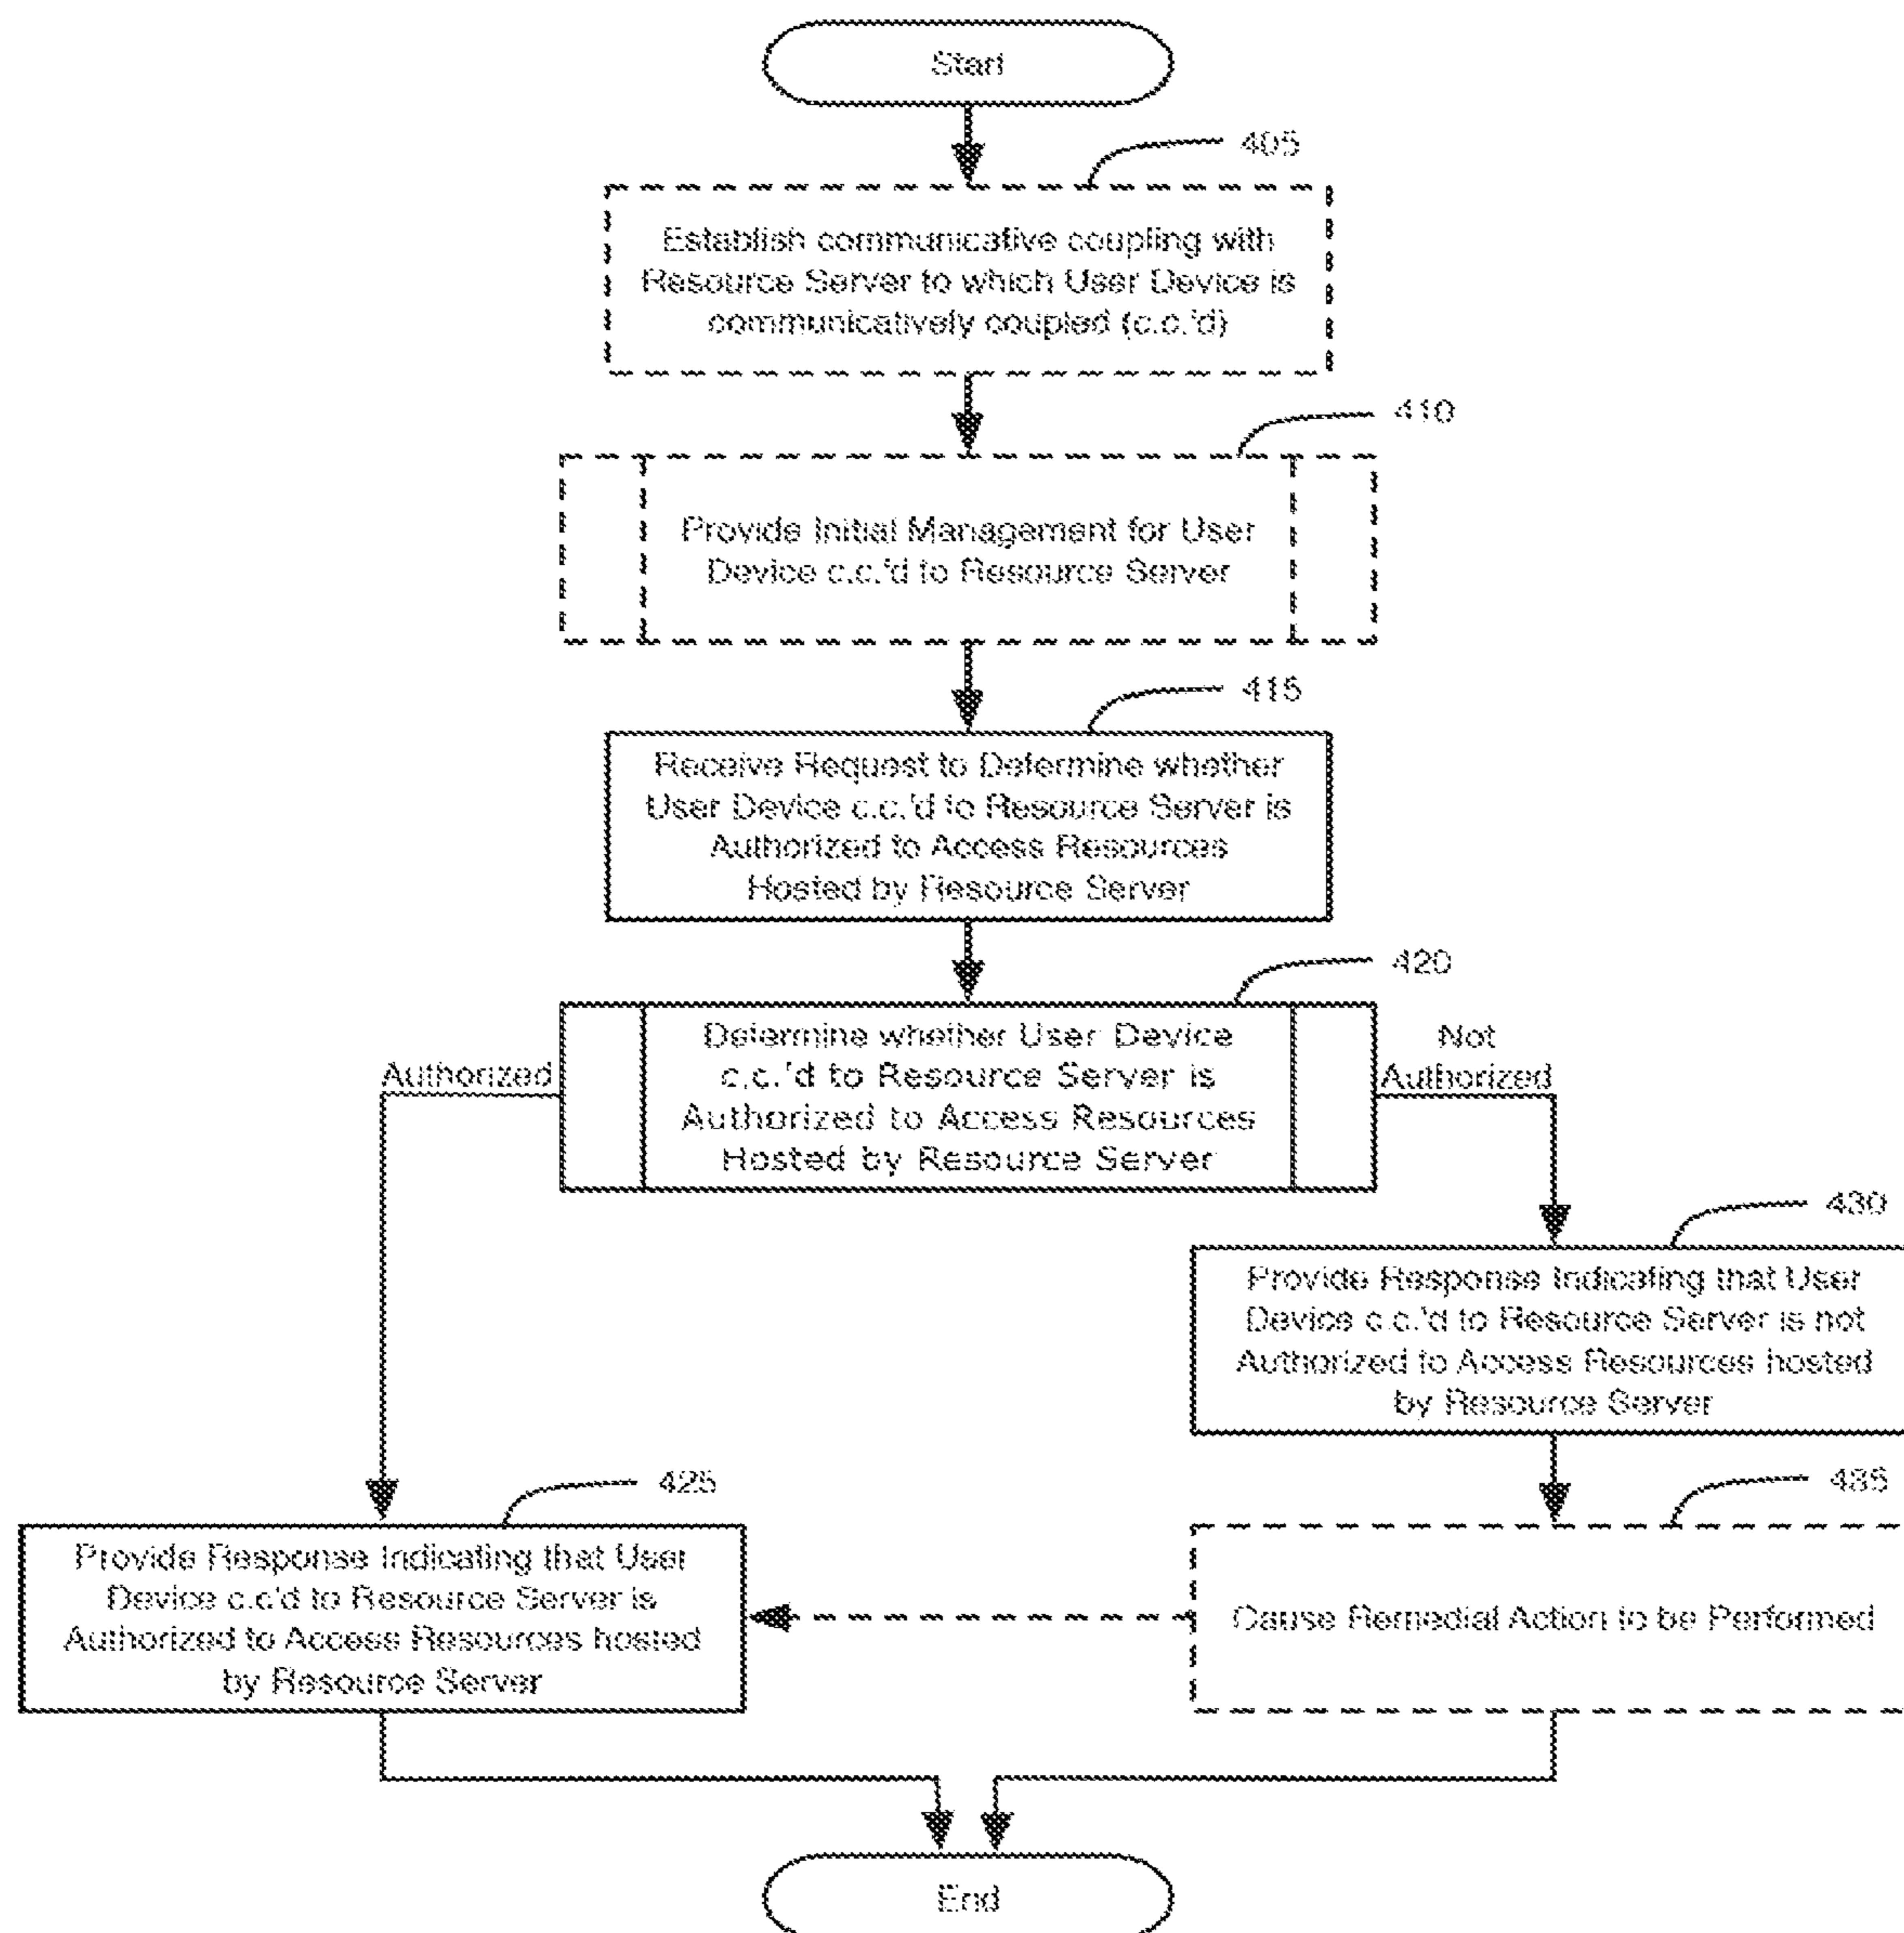 Start
405
Establish communicative coupling with
Resource Server to which User Device is
communicatively coupled (c.c.'d)
410
Provide Initial Management for User
Device c.c.'d to Resource Server
415
Receive Request to Determine whether
User Device c.c.'d to Resource Server is
Authorized to Access Resources
Hosted by Resource Server
420
Determine whether User Device
c.c.'d to Resource Server is
Authorized to Access Resources
Hosted by Resource Server
Authorized
Not
Authorized
430
Provide Response Indicating that User
Device c.c.'d to Resource Server is not
Authorized to Access Resources hosted
by Resource Server
425
Provide Response Indicating that User
Device c.c'd to Resource Server is
Authorized to Access Resources hosted
by Resource Server
435
Cause Remedial Action to be Performed
End